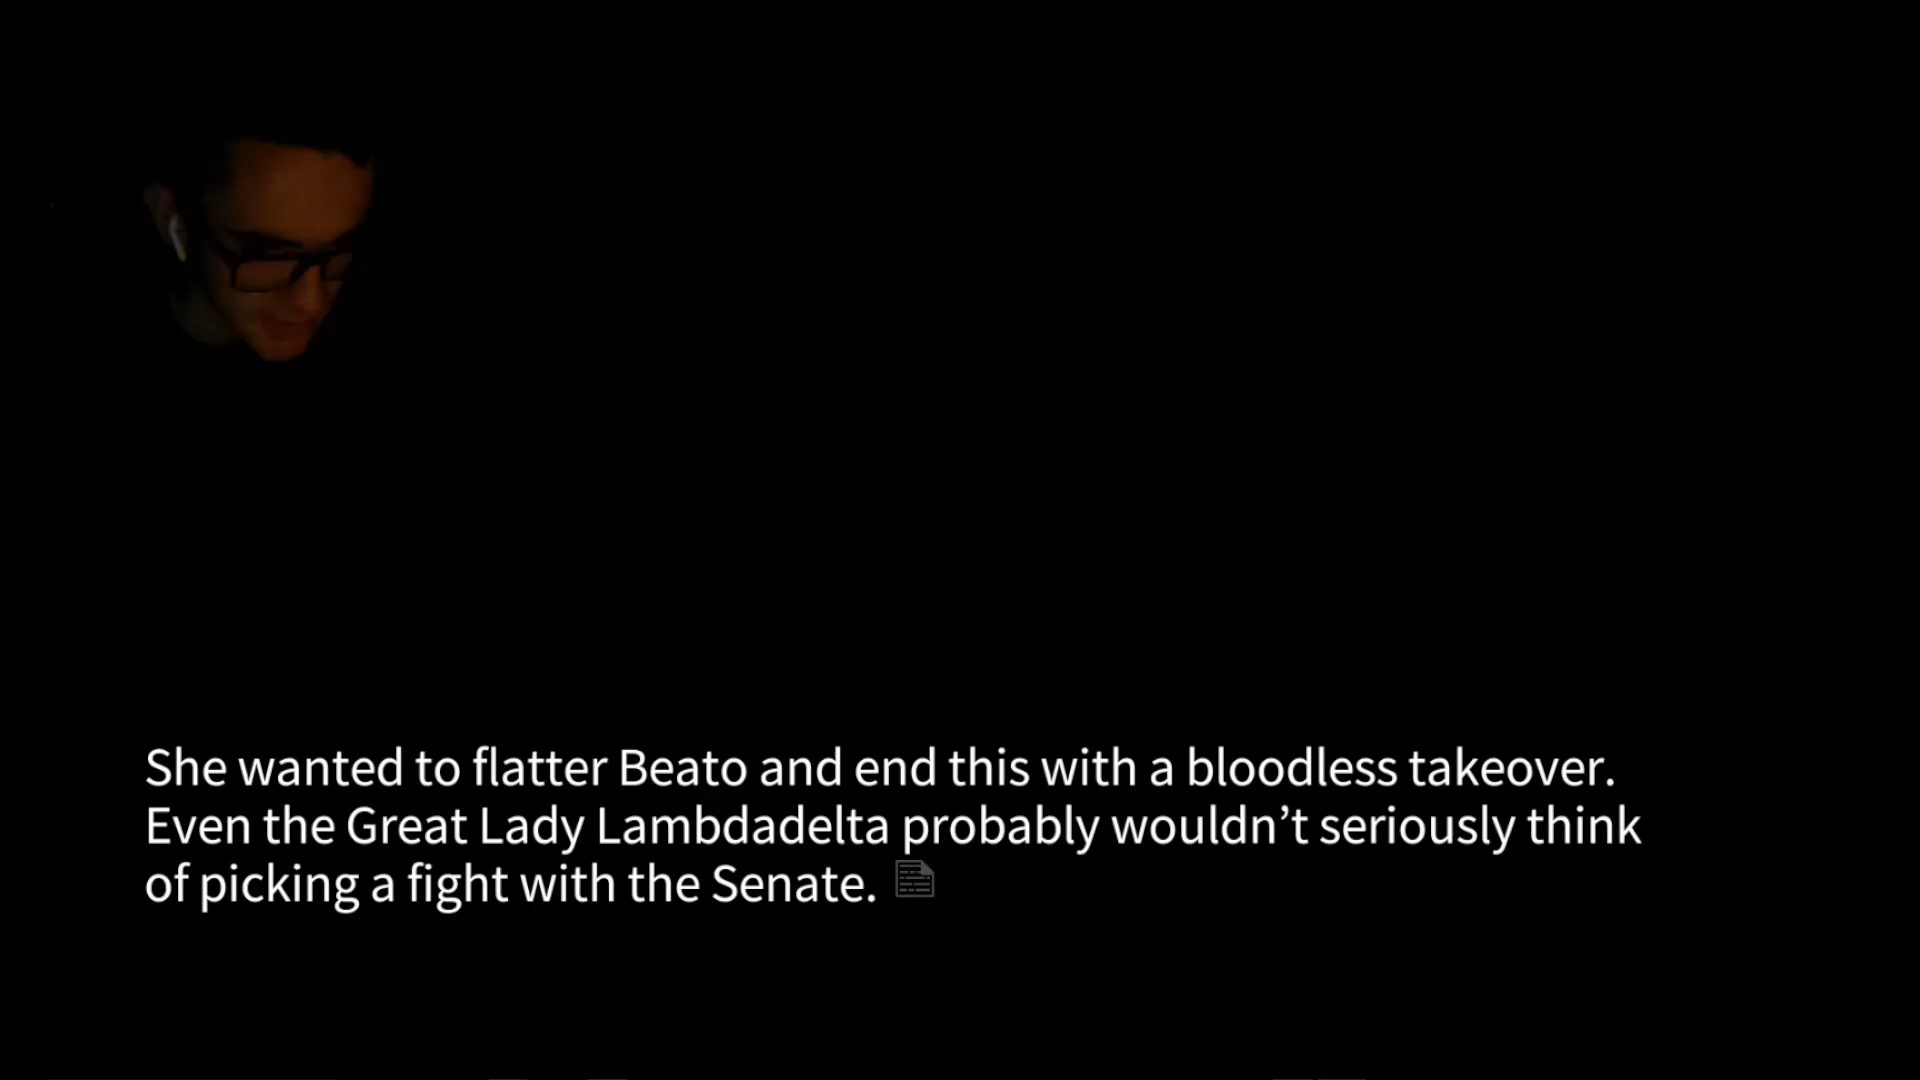 She wanted to flatter Beato and end this with a bloodless takeover.
Even the Great Lady Lambdadelta probably wouldn’t seriously think
of picking a fight with the Senate.